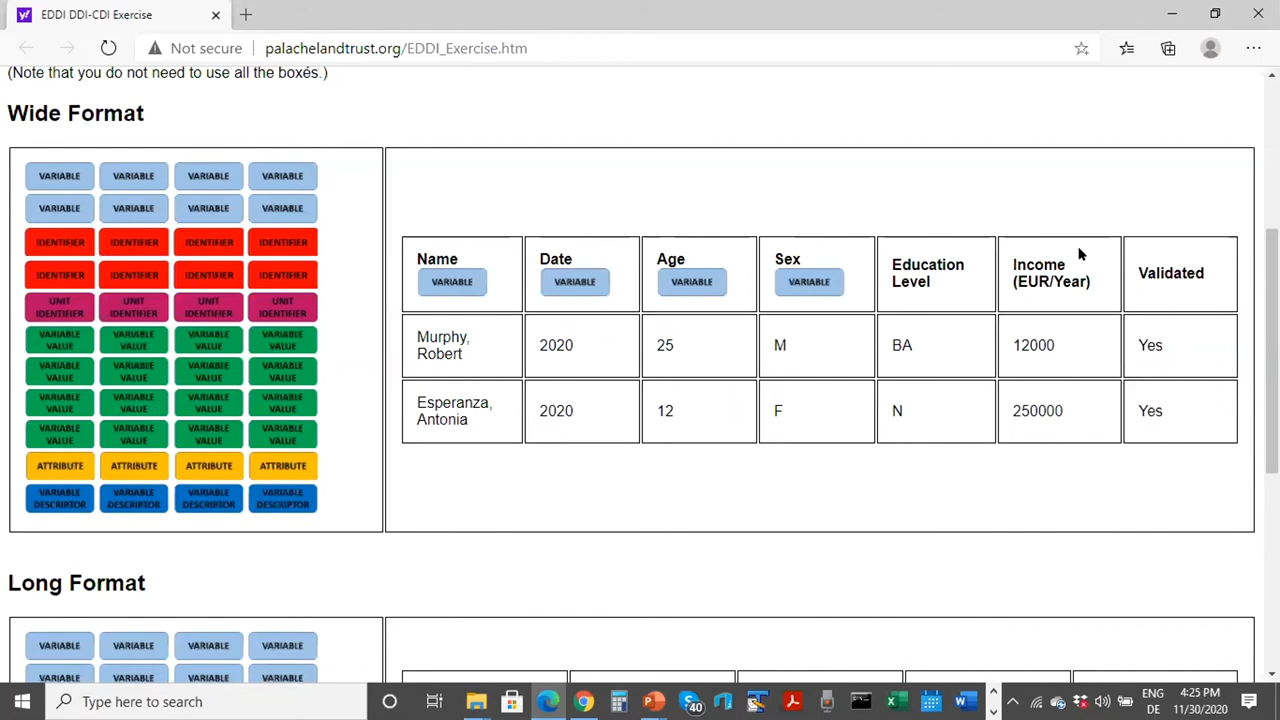 EDDI DDI-CDI Exercise
Not secure palachelandtrust.org/EDDI_Exercise.htm
(Note that you do not need to use all the boxés.)
Wide Format
VARIABLE VARIABLE VARIABLE VARIABLE
VARIABLE VARIABLE VARIABLE VARIABLE
IDENTIFIER IDENTIFIER IDENTIFIER IDENTIFIER
IDENTIFIER IDENTIFIER IDENTIFIER IDENTIFIER
UNIT UNIT UNIT UNIT
IDENTIFIER IDENTIFIER IDENTIFIER IDENTIFIER
VARIABLE VARIABLE VARIABLE VARIABLE
VALUE VALUE VALUE VALUE
VARIABLE VARIABLE VARIABLE VARIABLE
VALUE VALUE VALUE VALUE
VARIABLE VARIABLE VARIABLE VARIABLE
VALUE VALUE VALUE VALUE
VARIABLE VARIABLE VARIABLE VARIABLE
VALUE VALUE VALUE VALUE
ATTRIBUTE ATTRIBUTE ATTRIBUTE ATTRIBUTE
VARIABLE VARIABLE VARIABLE VARIABLE
DESCRIPTOR DESCRIPTOR DESCRIPTOR DESCRIPTOR
Name Date Age Sex Education Level Income (EUR/Year) Validated
VARIABLE VARIABLE VARIABLE VARIABLE
Murphy, Robert 2020 25 M BA 12000 Yes
Esperanza, Antonia 2020 12 F N 250000 Yes
Long Format
VARIABLE VARIABLE VARIABLE VARIABLE
VARIABLE VARIABLE VARIABLE VARIABLE
Type here to search
40
ENG
DE
4:25 PM
11/30/2020